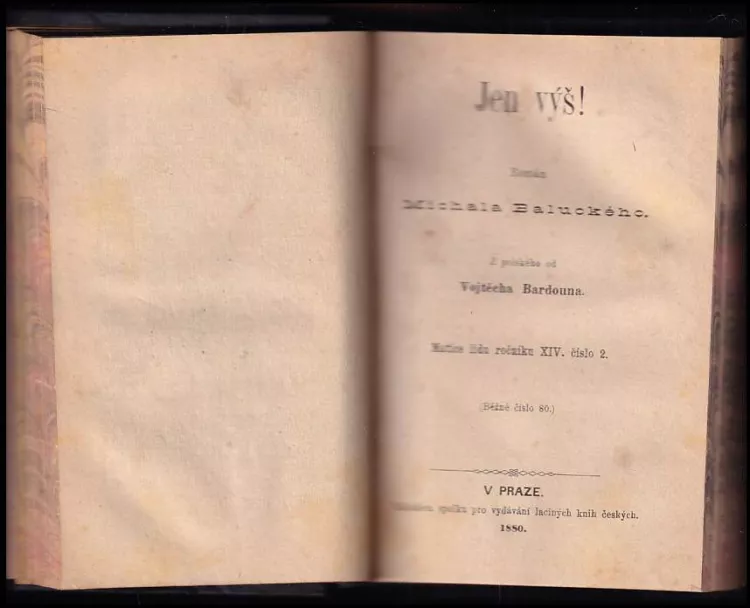 Jen výš!
Román
Michala Baluckého.
Z polského od
Vojtěcha Bardouna.
Matice lidu ročníku XIV. číslo 2.
(Běžné číslo 80.)
V PRAZE.
spolku pro vydávání laciných knih českých.
1880.